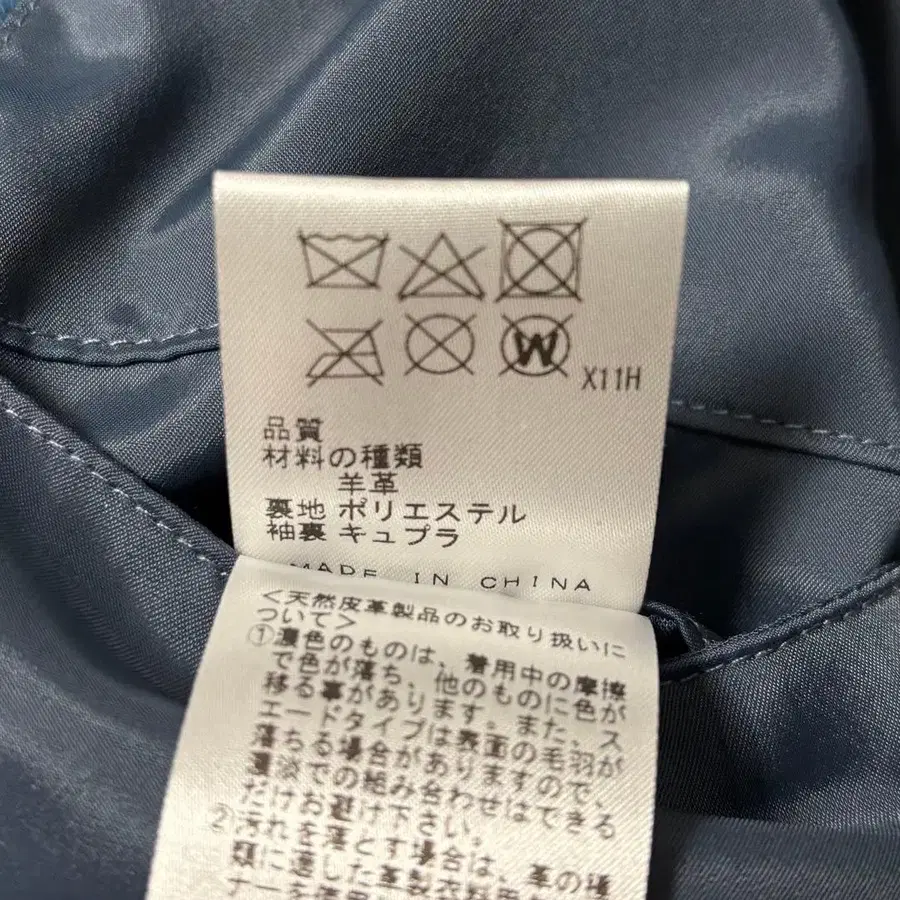 W
X11H
品質
材料の種類
羊革
裏地 ポリエステル
袖裏 キュプラ
MADE IN CHINA
<天然皮革製品のお取り扱いに
ついて>
①濃色のものは、着用中の摩擦
で色が落ち、他のものに色が
移る事があります。また、ス
エードタイプは表面の毛羽が
落ちる場合がありますので、
濃淡での組み合わせはできる
だけお避け下さい。
②汚れを落とす場合は、革の種
類に適した革製衣料